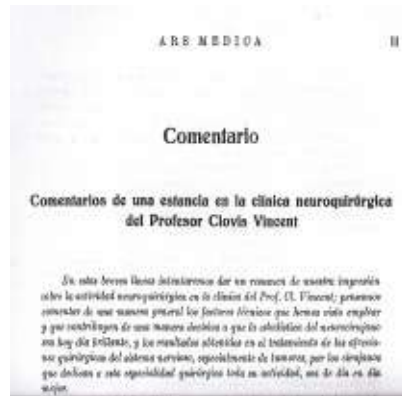 ARS MEDICA
Comentario
Comentarios de una estancia en la clínica neuroquirúrgica
del Profesor Clovis Vincent
En estas breves líneas intentaremos dar un resumen de nuestra impresión
sobre la actividad neuroquirúrgica en la clínica del Prof. Cl. Vincent; pensamos
comentar de una manera general los factores técnicos que hemos visto emplear
y que contribuyen de una manera decisiva a que la estadística del neurocirujano
sea hoy día brillante, y los resultados obtenidos en el tratamiento de las afeccio-
nes quirúrgicas del sistema nervioso, especialmente de tumores, por los cirujanos
que dedican a esta especialidad quirúrgica toda su actividad, sea de día en día
mejor.